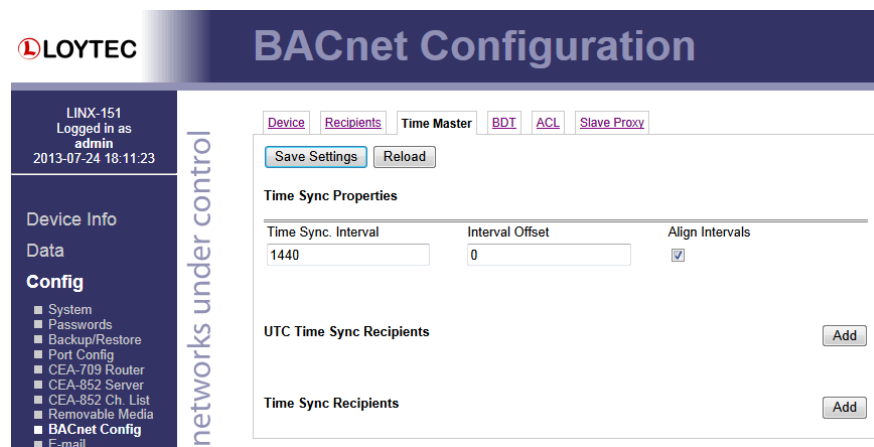 LOYTEC
BACnet Configuration
LINX-151
Logged in as
admin
2013-07-24 18:11:23
Device Info
Data
Config
System
Passwords
Backup/Restore
Port Config
CEA-709 Router
CEA-852 Server
CEA-852 Ch. List
Removable Media
BACnet Config
E-mail
networks under control
Device Recipients Time Master BDT ACL Slave Proxy
Save Settings Reload
Time Sync Properties
Time Sync. Interval Interval Offset Align Intervals
1440 0
UTC Time Sync Recipients Add
Time Sync Recipients Add